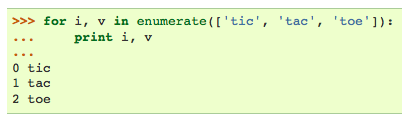 >>> for i, v in enumerate(['tic', 'tac', 'toe']):
...     print i, v
...
0 tic
1 tac
2 toe